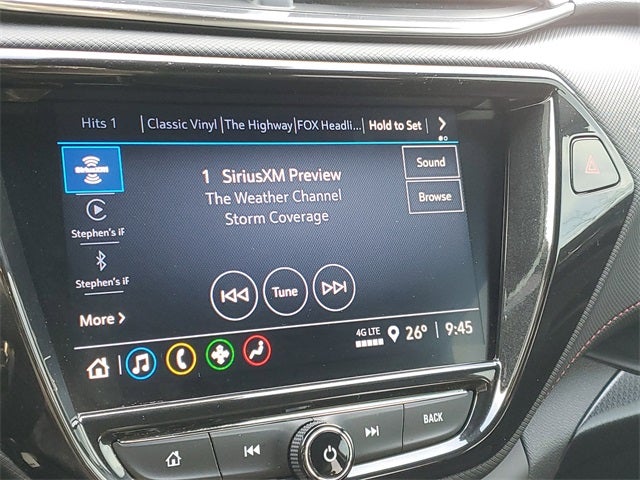 Hits 1 Classic Vinyl The Highway FOX Headli... Hold to Set
SiriusXM
1 SiriusXM Preview
The Weather Channel
Storm Coverage
Sound
Browse
Stephen's iF
Stephen's iF
More
Tune
4G LTE 26° 9:45
BACK